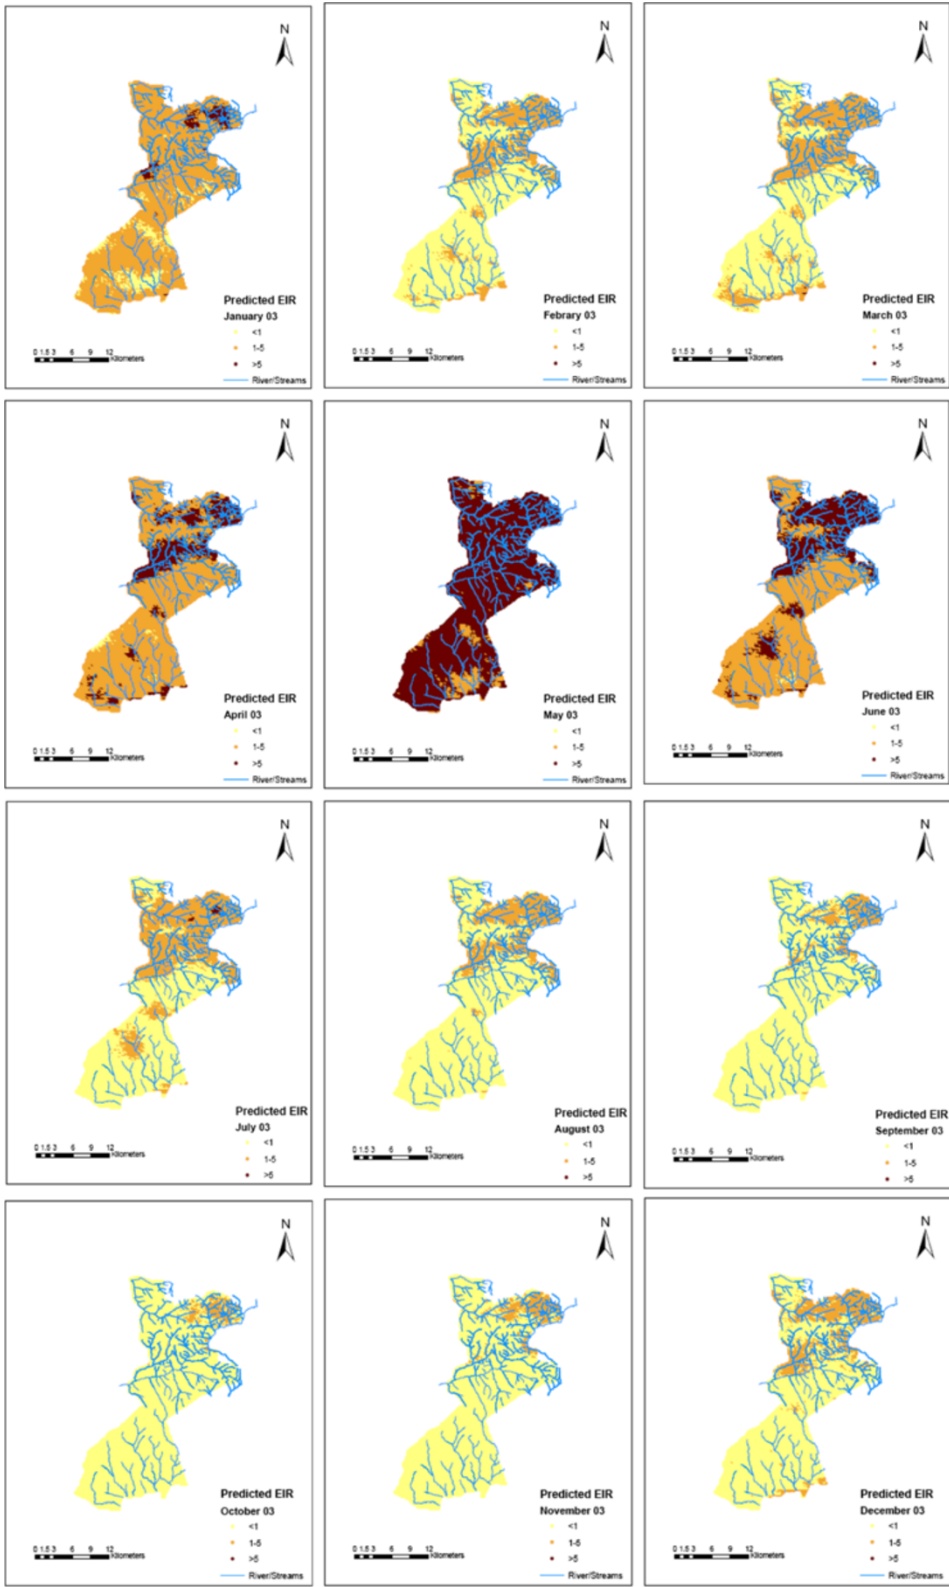 N
Predicted EIR
January 03
<1
1-5
>5
River/Streams
0 1.5 3 6 9 12
Kilometers
N
Predicted EIR
Febrary 03
<1
1-5
>5
River/Streams
0 1.5 3 6 9 12
Kilometers
N
Predicted EIR
March 03
<1
1-5
>5
River/Streams
0 1.5 3 6 9 12
Kilometers
N
Predicted EIR
April 03
<1
1-5
>5
River/Streams
0 1.5 3 6 9 12
Kilometers
N
Predicted EIR
May 03
<1
1-5
>5
River/Streams
0 1.5 3 6 9 12
Kilometers
N
Predicted EIR
June 03
<1
1-5
>5
River/Streams
0 1.5 3 6 9 12
Kilometers
N
Predicted EIR
July 03
<1
1-5
>5
0 1.5 3 6 9 12
Kilometers
N
Predicted EIR
August 03
<1
1-5
>5
0 1.5 3 6 9 12
Kilometers
N
Predicted EIR
September 03
<1
1-5
>5
0 1.5 3 6 9 12
Kilometers
N
Predicted EIR
October 03
<1
1-5
>5
River/Streams
0 1.5 3 6 9 12
Kilometers
N
Predicted EIR
November 03
<1
1-5
>5
River/Streams
0 1.5 3 6 9 12
Kilometers
N
Predicted EIR
December 03
<1
1-5
>5
River/Streams
0 1.5 3 6 9 12
Kilometers